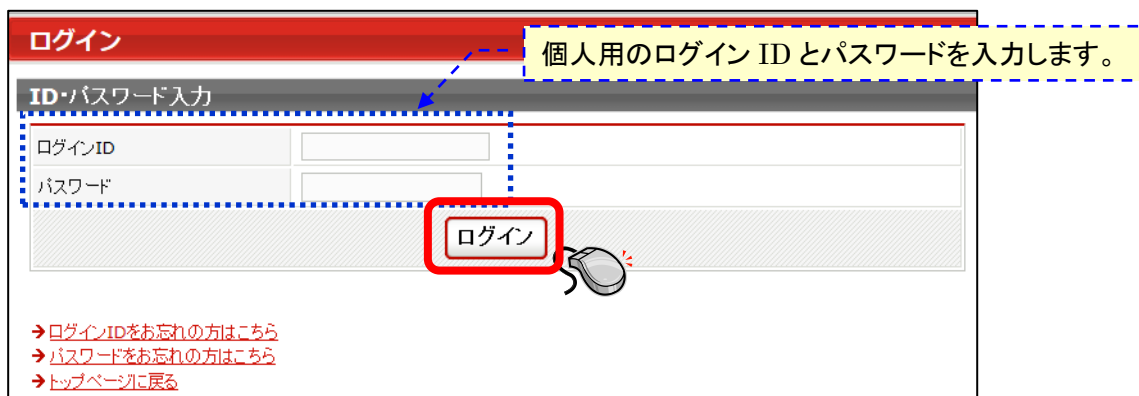 ログイン
個人用のログイン ID とパスワードを入力します。
ID・パスワード入力
ログインID
パスワード
ログイン
➔ログインIDをお忘れの方はこちら
➔パスワードをお忘れの方はこちら
➔トップページに戻る